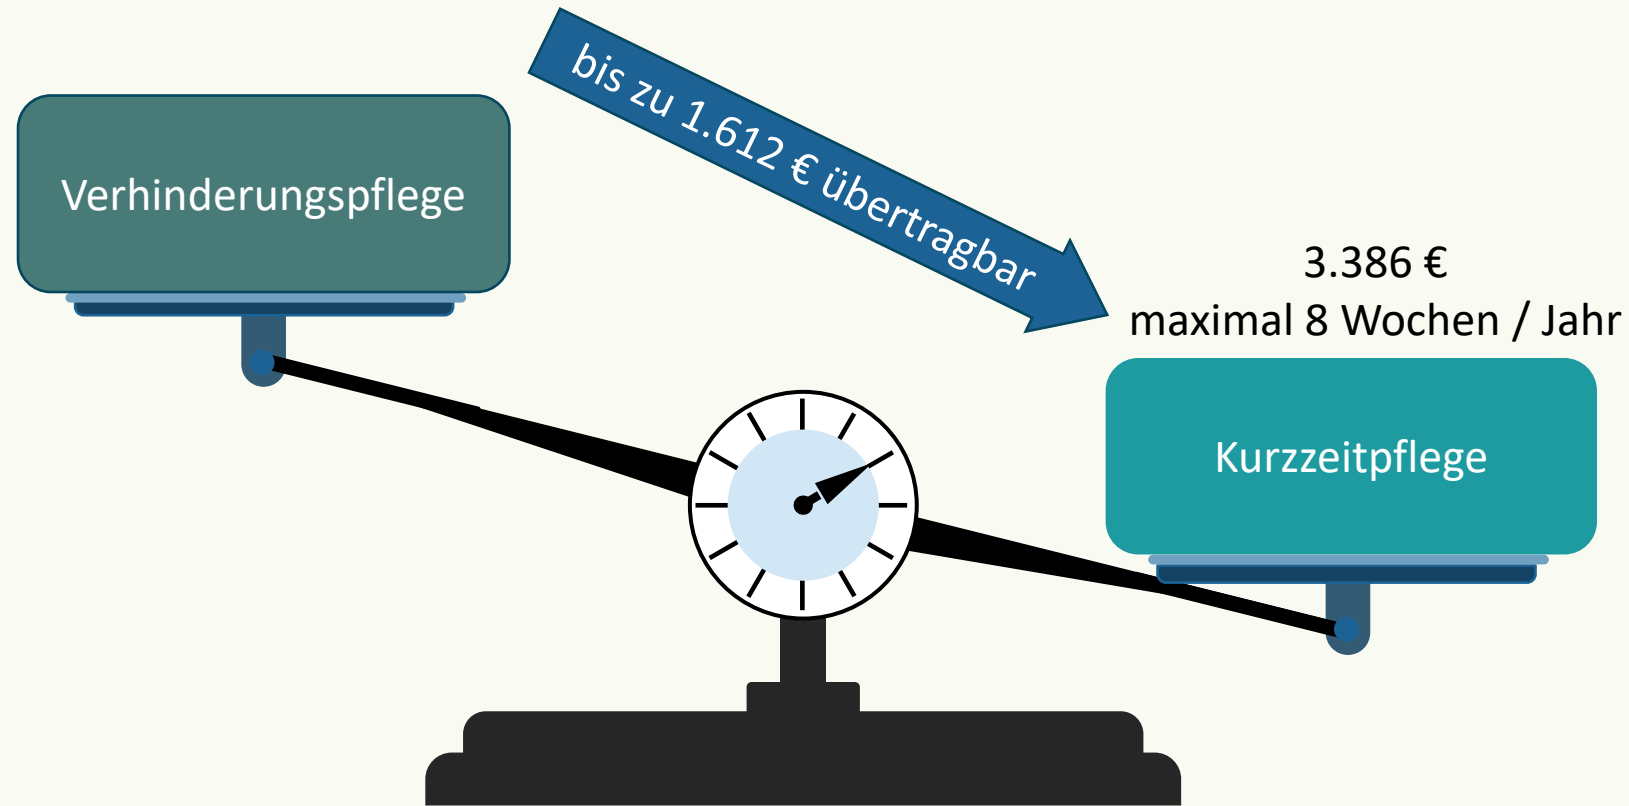 bis zu 1.612 € übertragbar
Verhinderungspflege
3.386 €
maximal 8 Wochen / Jahr
Kurzzeitpflege